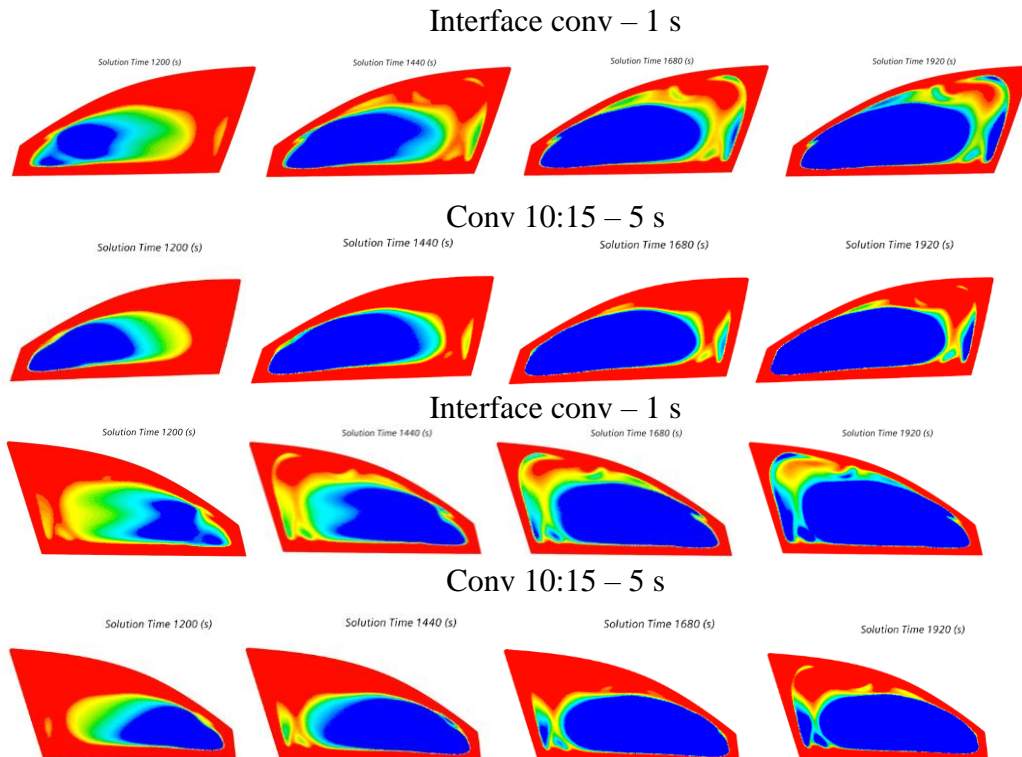 Interface conv – 1 s
Solution Time 1200 (s) Solution Time 1440 (s) Solution Time 1680 (s) Solution Time 1920 (s)
Conv 10:15 – 5 s
Solution Time 1200 (s) Solution Time 1440 (s) Solution Time 1680 (s) Solution Time 1920 (s)
Interface conv – 1 s
Solution Time 1200 (s) Solution Time 1440 (s) Solution Time 1680 (s) Solution Time 1920 (s)
Conv 10:15 – 5 s
Solution Time 1200 (s) Solution Time 1440 (s) Solution Time 1680 (s) Solution Time 1920 (s)